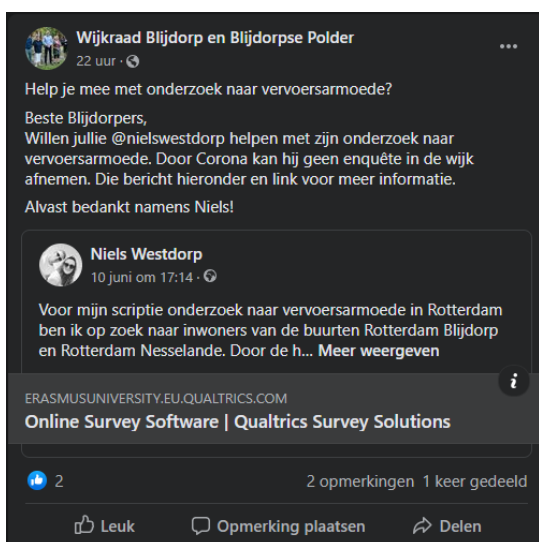 Wijkraad Blijdorp en Blijdorpse Polder
22 uur ·
Help je mee met onderzoek naar vervoersarmoede?
Beste Blijdorpers,
Willen jullie @nielswestdorp helpen met zijn onderzoek naar
vervoersarmoede. Door Corona kan hij geen enquête in de wijk
afnemen. Die bericht hieronder en link voor meer informatie.
Alvast bedankt namens Niels!
Niels Westdorp
10 juni om 17:14 ·
Voor mijn scriptie onderzoek naar vervoersarmoede in Rotterdam
ben ik op zoek naar inwoners van de buurten Rotterdam Blijdorp
en Rotterdam Nesselande. Door de h... Meer weergeven
ERASMUSUNIVERSITY.EU.QUALTRICS.COM
Online Survey Software | Qualtrics Survey Solutions
2
2 opmerkingen 1 keer gedeeld
Leuk
Opmerking plaatsen
Delen